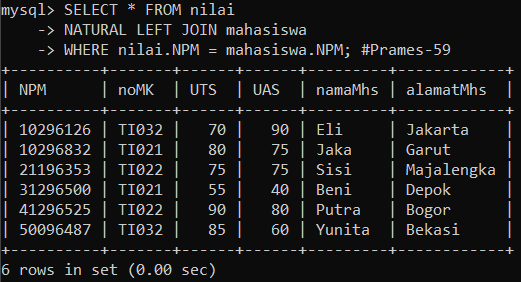 mysql> SELECT * FROM nilai
    -> NATURAL LEFT JOIN mahasiswa
    -> WHERE nilai.NPM = mahasiswa.NPM; #Prames-59
+----------+-------+------+------+---------+------------+
| NPM      | noMK  | UTS  | UAS  | namaMhs | alamatMhs  |
+----------+-------+------+------+---------+------------+
| 10296126 | TI032 |   70 |   90 | Eli     | Jakarta    |
| 10296832 | TI021 |   80 |   75 | Jaka    | Garut      |
| 21196353 | TI022 |   75 |   75 | Sisi    | Majalengka |
| 31296500 | TI021 |   55 |   40 | Beni    | Depok      |
| 41296525 | TI022 |   90 |   80 | Putra   | Bogor      |
| 50096487 | TI032 |   85 |   60 | Yunita  | Bekasi     |
+----------+-------+------+------+---------+------------+
6 rows in set (0.00 sec)